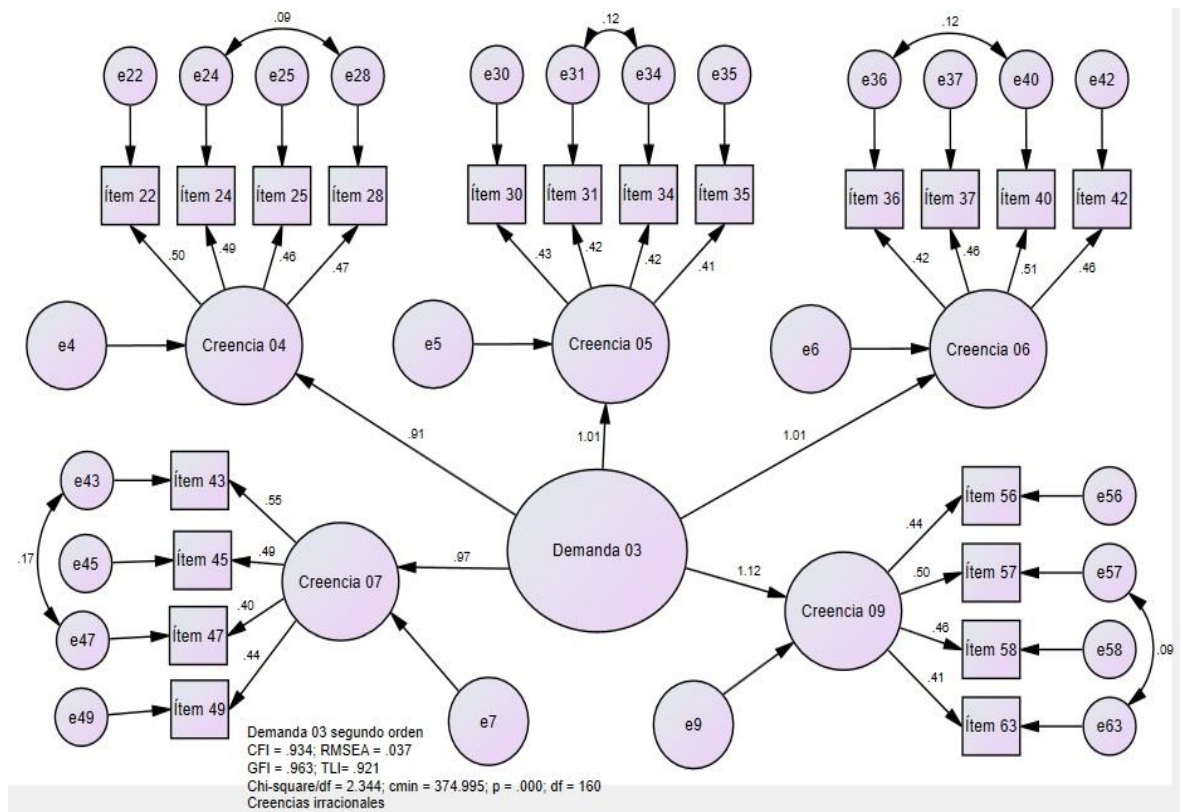 .09
.12
.12
e22 e24 e25 e28
e30 e31 e34 e35
e36 e37 e40 e42
Ítem 22 Ítem 24 Ítem 25 Ítem 28
Ítem 30 Ítem 31 Ítem 34 Ítem 35
Ítem 36 Ítem 37 Ítem 40 Ítem 42
.50 .49 .46 .47
.43 .42 .42 .41
.42 .46 .51 .46
e4 Creencia 04
e5 Creencia 05
e6 Creencia 06
.91 1.01 1.01
Demanda 03
.97 1.12
e43 Ítem 43 .55
.17
e45 Ítem 45 .49
Creencia 07
e47 Ítem 47 .40
e49 Ítem 49 .44
e7
Creencia 09
.44 Ítem 56 e56
.50 Ítem 57 e57
.46 Ítem 58 e58
.09
.41 Ítem 63 e63
e9
Demanda 03 segundo orden
CFI = .934; RMSEA = .037
GFI = .963; TLI= .921
Chi-square/df = 2.344; cmin = 374.995; p = .000; df = 160
Creencias irracionales